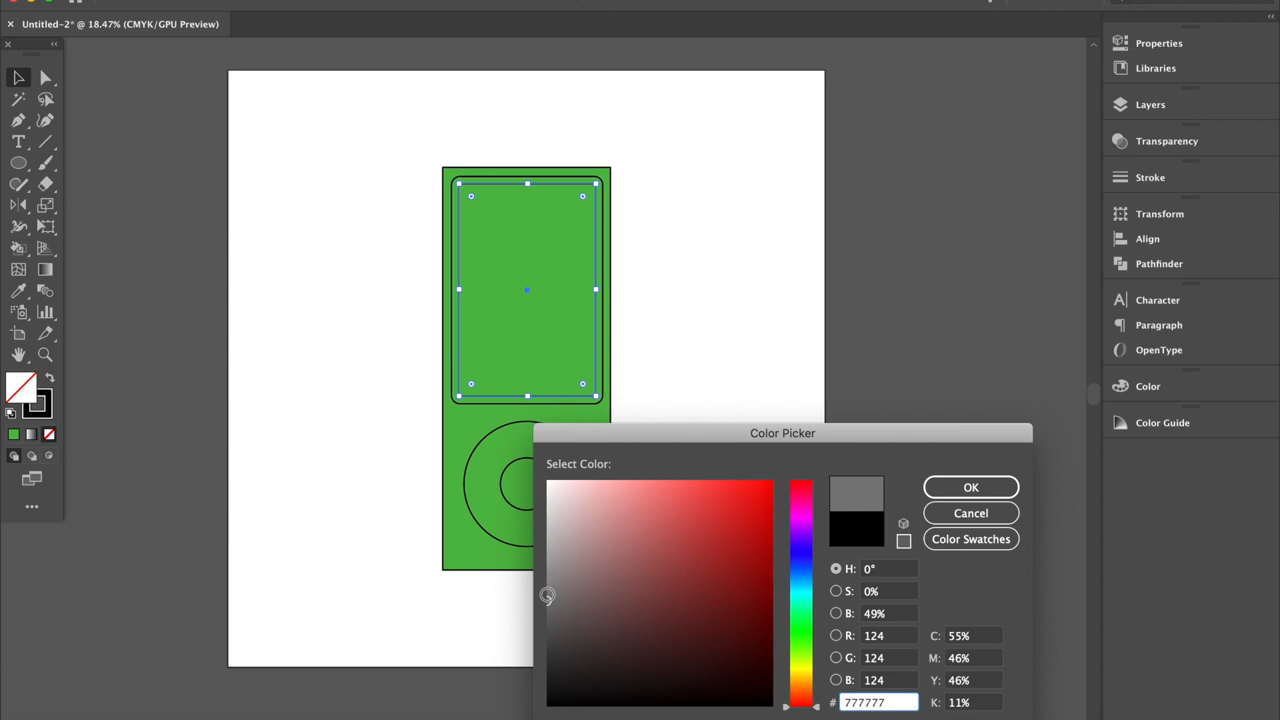 Untitled-2* @ 18.47% (CMYK/GPU Preview)
Properties
Libraries
Layers
Transparency
Stroke
Transform
Align
Pathfinder
Character
Paragraph
OpenType
Color
Color Guide
Color Picker
Select Color:
OK
Cancel
Color Swatches
H: 0°
S: 0%
B: 49%
R: 124 C: 55%
G: 124 M: 46%
B: 124 Y: 46%
# 777777 K: 11%